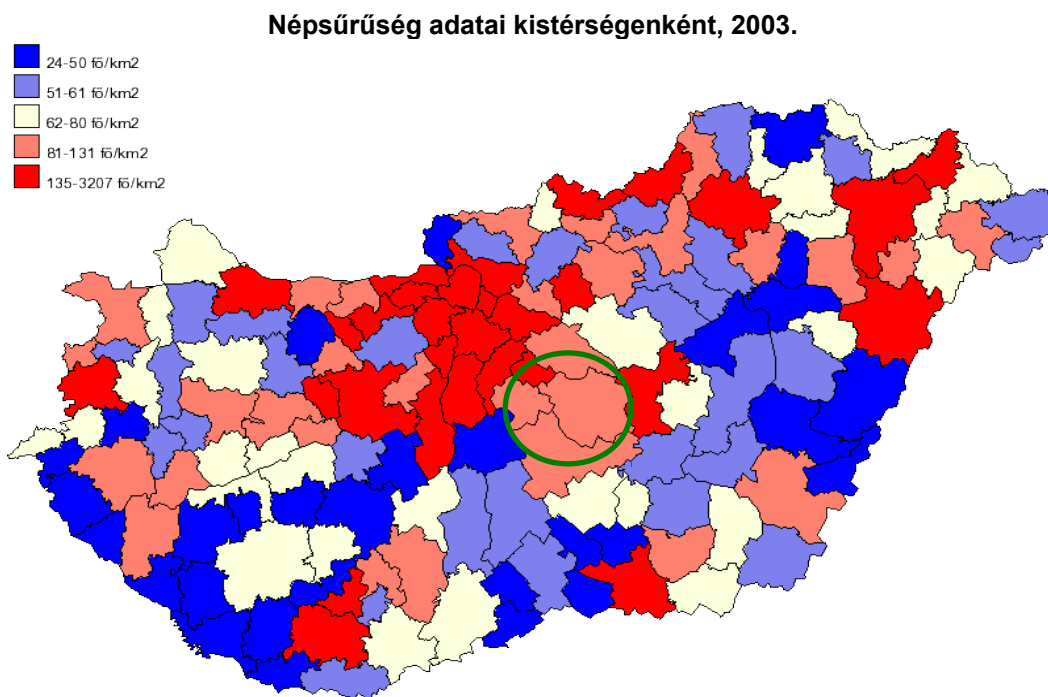 Népsűrűség adatai kistérségenként, 2003.
24-50 fő/km2
51-61 fő/km2
62-80 fő/km2
81-131 fő/km2
135-3207 fő/km2